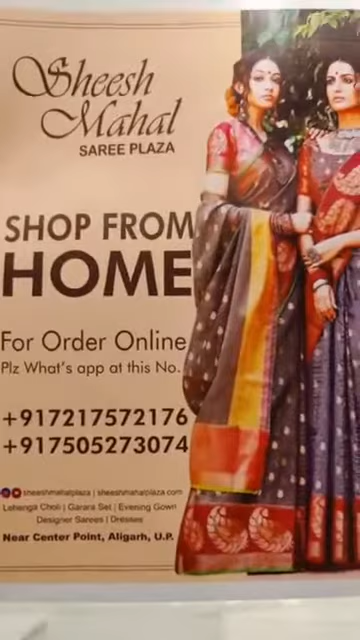 Sheesh
Mahal
SAREE PLAZA
SHOP FROM
HOME
For Order Online
Plz What's app at this No.
+917217572176
+917505273074
sheeshmahalplaza | sheeshmahalplaza.com
Lehenga Choli | Garara Set | Evening Gown
Designer Sarees | Dresses
Near Center Point, Aligarh, U.P.